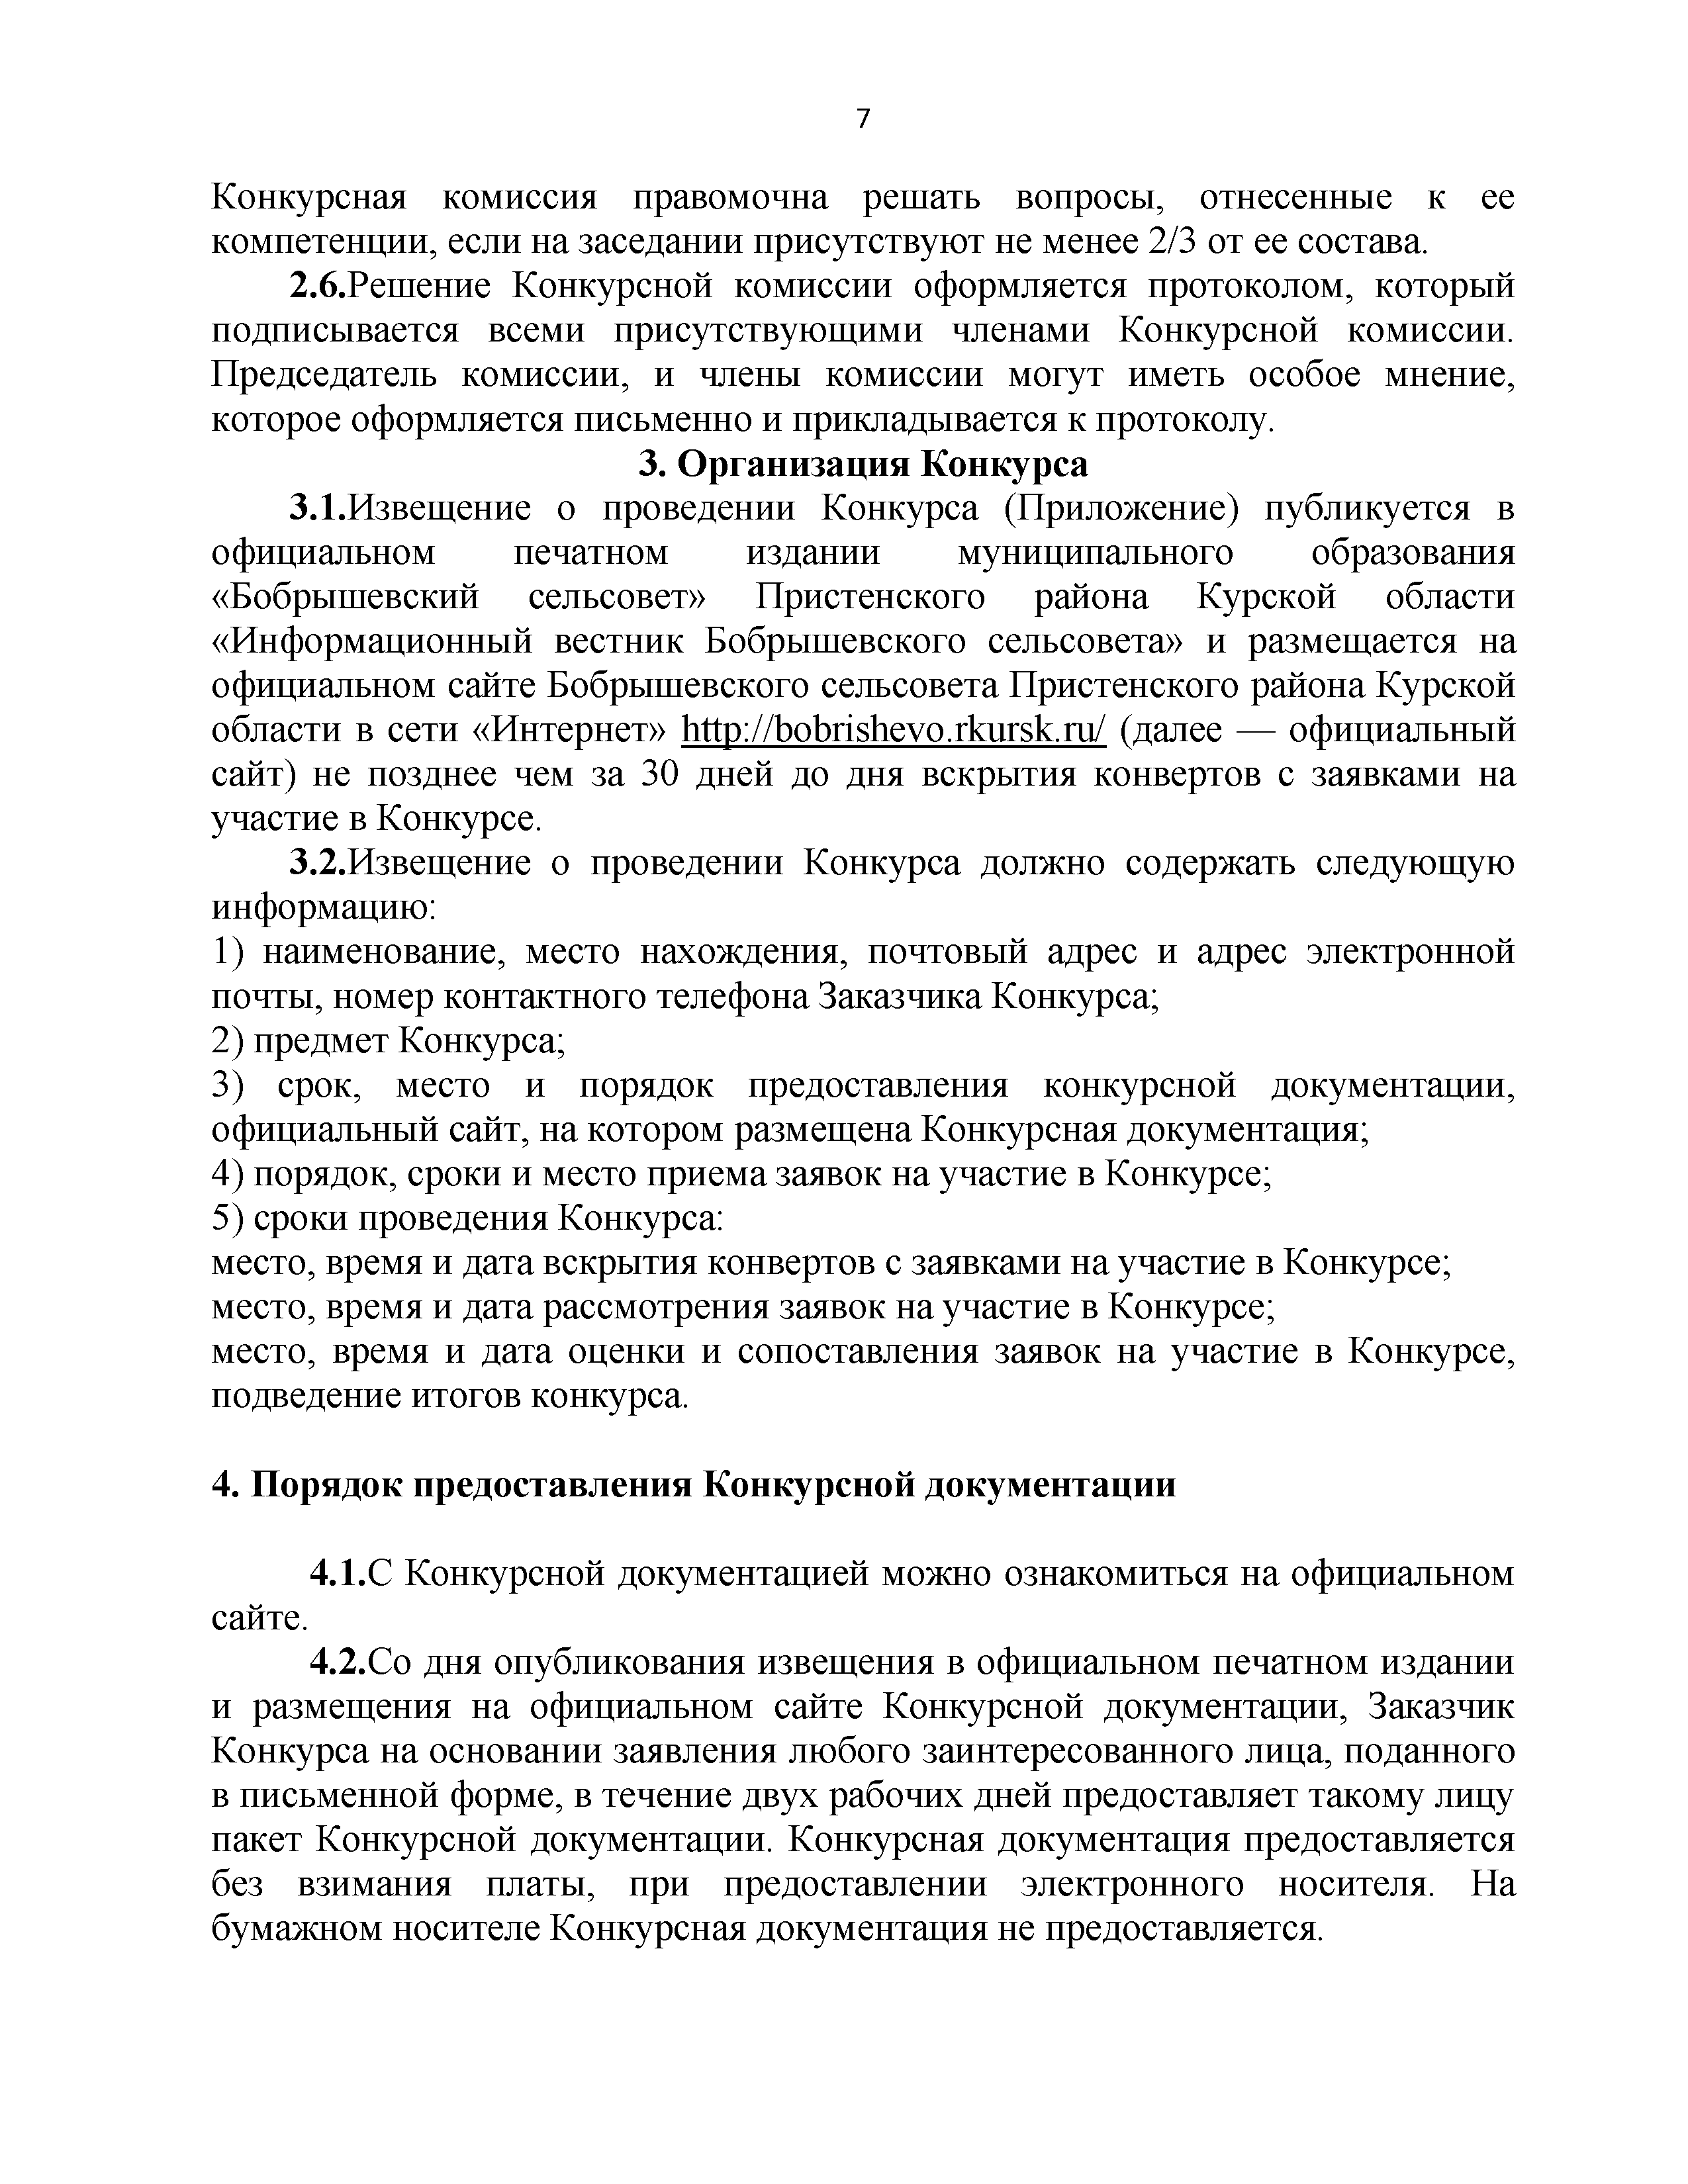 7
Конкурсная комиссия правомочна решать вопросы, отнесенные к ее
компетенции, если на заседании присутствуют не менее 2/3 от ее состава.
2.6.Решение Конкурсной комиссии оформляется протоколом, который
подписывается всеми присутствующими членами Конкурсной комиссии.
Председатель комиссии, и члены комиссии могут иметь особое мнение,
которое оформляется письменно и прикладывается к протоколу.
3. Организация Конкурса
3.1.Извещение о проведении Конкурса (Приложение) публикуется в
официальном печатном издании муниципального образования
«Бобрышевский сельсовет» Пристенского района Курской области
«Информационный вестник Бобрышевского сельсовета» и размещается на
официальном сайте Бобрышевского сельсовета Пристенского района Курской
области в сети «Интернет» http://bobrishevo.rkursk.ru/ (далее — официальный
сайт) не позднее чем за 30 дней до дня вскрытия конвертов с заявками на
участие в Конкурсе.
3.2.Извещение о проведении Конкурса должно содержать следующую
информацию:
1) наименование, место нахождения, почтовый адрес и адрес электронной
почты, номер контактного телефона Заказчика Конкурса;
2) предмет Конкурса;
3) срок, место и порядок предоставления конкурсной документации,
официальный сайт, на котором размещена Конкурсная документация;
4) порядок, сроки и место приема заявок на участие в Конкурсе;
5) сроки проведения Конкурса:
место, время и дата вскрытия конвертов с заявками на участие в Конкурсе;
место, время и дата рассмотрения заявок на участие в Конкурсе;
место, время и дата оценки и сопоставления заявок на участие в Конкурсе,
подведение итогов конкурса.
4. Порядок предоставления Конкурсной документации
4.1.С Конкурсной документацией можно ознакомиться на официальном
сайте.
4.2.Со дня опубликования извещения в официальном печатном издании
и размещения на официальном сайте Конкурсной документации, Заказчик
Конкурса на основании заявления любого заинтересованного лица, поданного
в письменной форме, в течение двух рабочих дней предоставляет такому лицу
пакет Конкурсной документации. Конкурсная документация предоставляется
без взимания платы, при предоставлении электронного носителя. На
бумажном носителе Конкурсная документация не предоставляется.